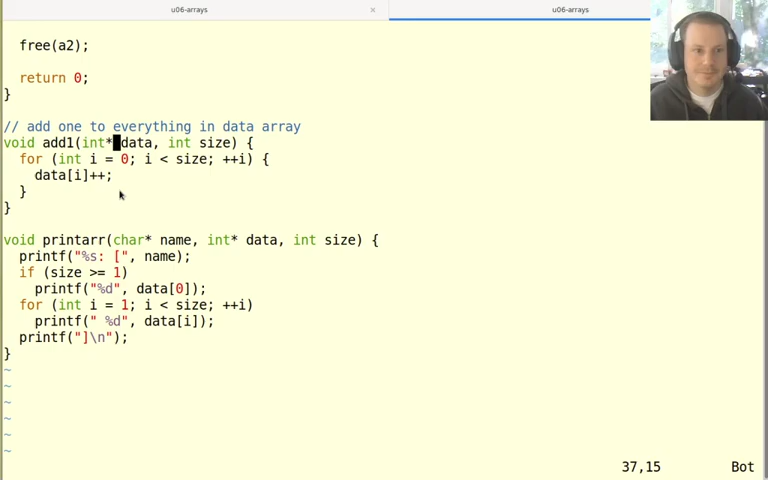 u06-arrays × u06-arrays
free(a2);
return 0;
}
// add one to everything in data array
void add1(int* data, int size) {
for (int i = 0; i < size; ++i) {
data[i]++;
}
}
void printarr(char* name, int* data, int size) {
printf("%s: [", name);
if (size >= 1)
printf("%d", data[0]);
for (int i = 1; i < size; ++i)
printf(" %d", data[i]);
printf("]\n");
}
~
~
~
~
~
~
37,15 Bot